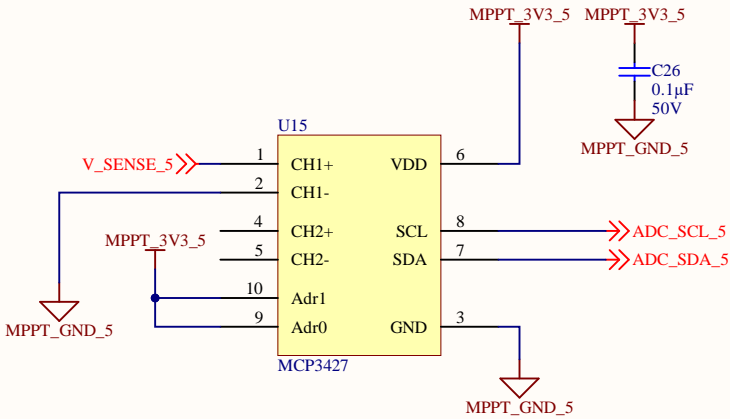 MPPT_3V3_5
MPPT_3V3_5
C26
0.1µF
50V
MPPT_GND_5
U15
V_SENSE_5
1
CH1+
VDD
6
2
CH1-
4
CH2+
SCL
8
ADC_SCL_5
MPPT_3V3_5
5
CH2-
SDA
7
ADC_SDA_5
10
Adr1
9
Adr0
GND
3
MPPT_GND_5
MCP3427
MPPT_GND_5